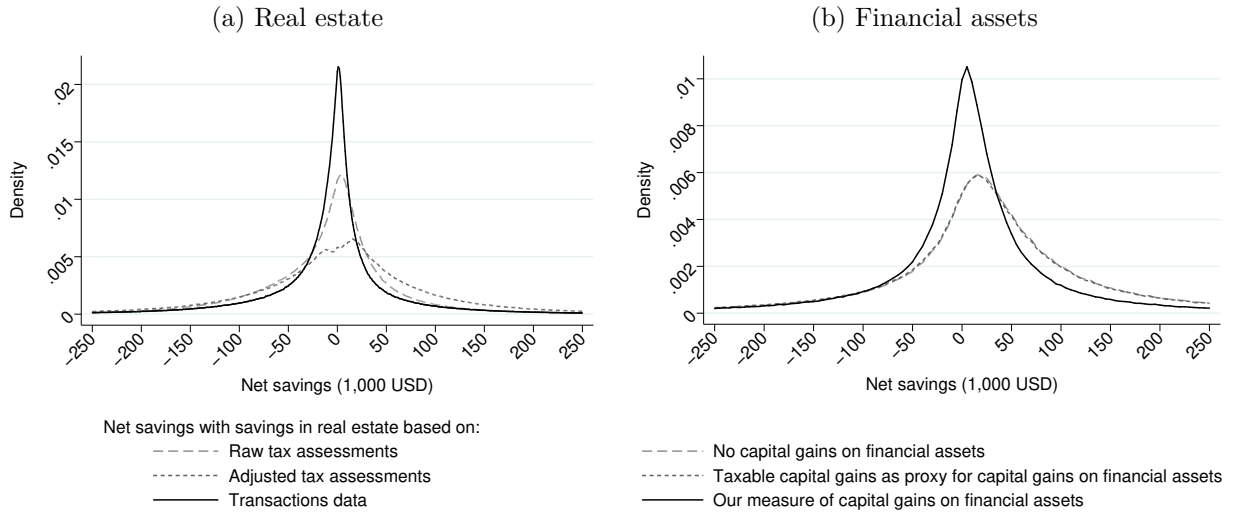 (a) Real estate
Density
.02
.015
.01
.005
0
−250
−200
−150
−100
−50
0
50
100
150
200
250
Net savings (1,000 USD)
Net savings with savings in real estate based on:
Raw tax assessments
Adjusted tax assessments
Transactions data
(b) Financial assets
Density
.01
.008
.006
.004
.002
0
−250
−200
−150
−100
−50
0
50
100
150
200
250
Net savings (1,000 USD)
No capital gains on financial assets
Taxable capital gains as proxy for capital gains on financial assets
Our measure of capital gains on financial assets